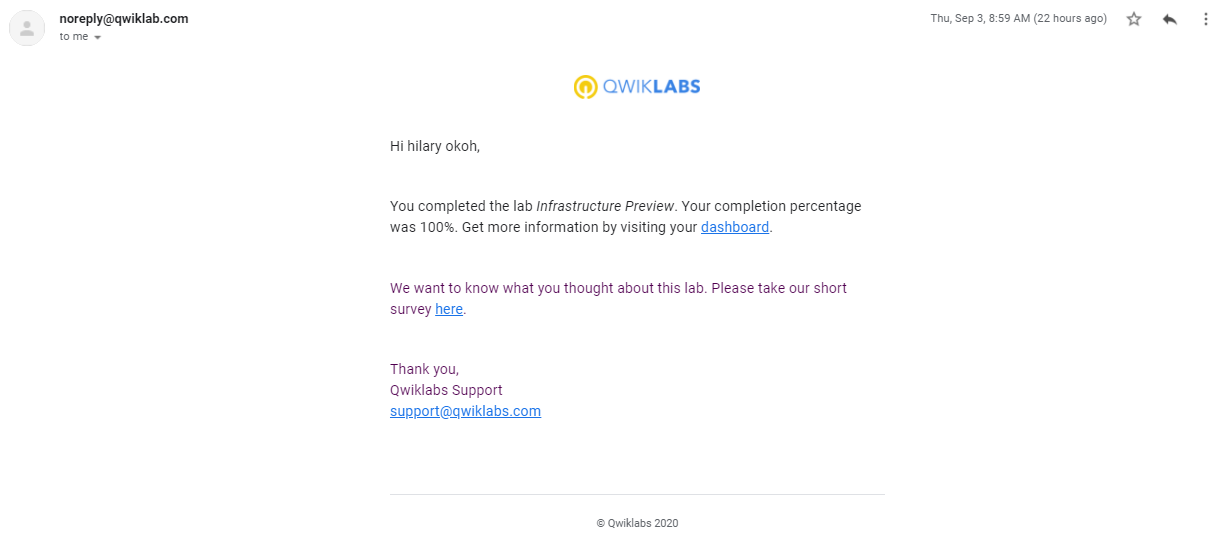 noreply@qwiklab.com
Thu, Sep 3, 8:59 AM (22 hours ago)
to me
QWIKLABS
Hi hilary okoh,
You completed the lab Infrastructure Preview. Your completion percentage
was 100%. Get more information by visiting your dashboard.
We want to know what you thought about this lab. Please take our short
survey here.
Thank you,
Qwiklabs Support
support@qwiklabs.com
© Qwiklabs 2020